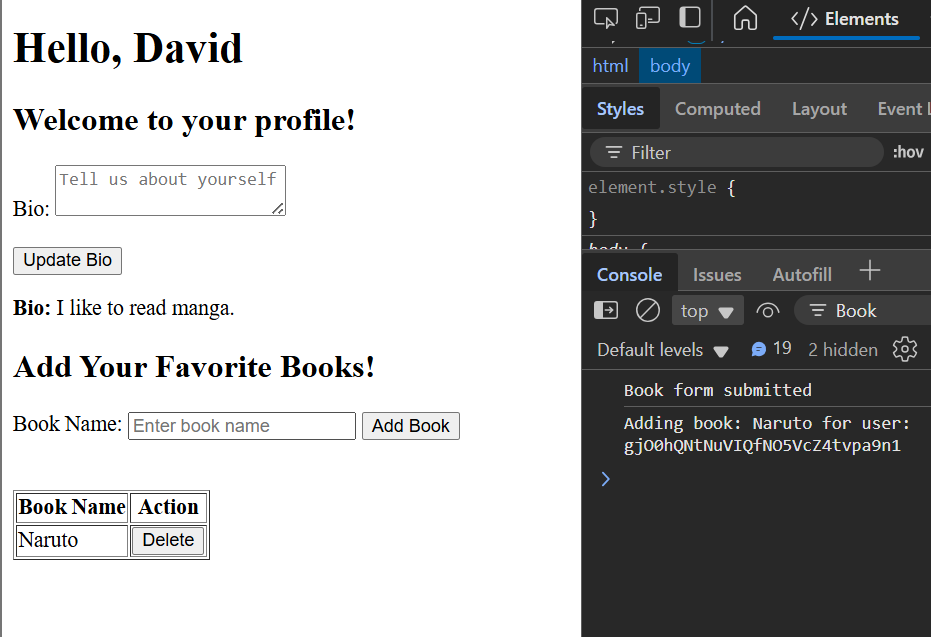 Hello, David
Welcome to your profile!
Bio: Tell us about yourself
Update Bio
Bio: I like to read manga.
Add Your Favorite Books!
Book Name: Enter book name Add Book
Book Name Action
Naruto Delete
</> Elements
html body
Styles Computed Layout Event L
Filter :hov
element.style {
}
body {
Console Issues Autofill
top Book
Default levels 19 2 hidden
Book form submitted
Adding book: Naruto for user:
gjO0hQNtNuVIQfNO5VcZ4tvpa9n1